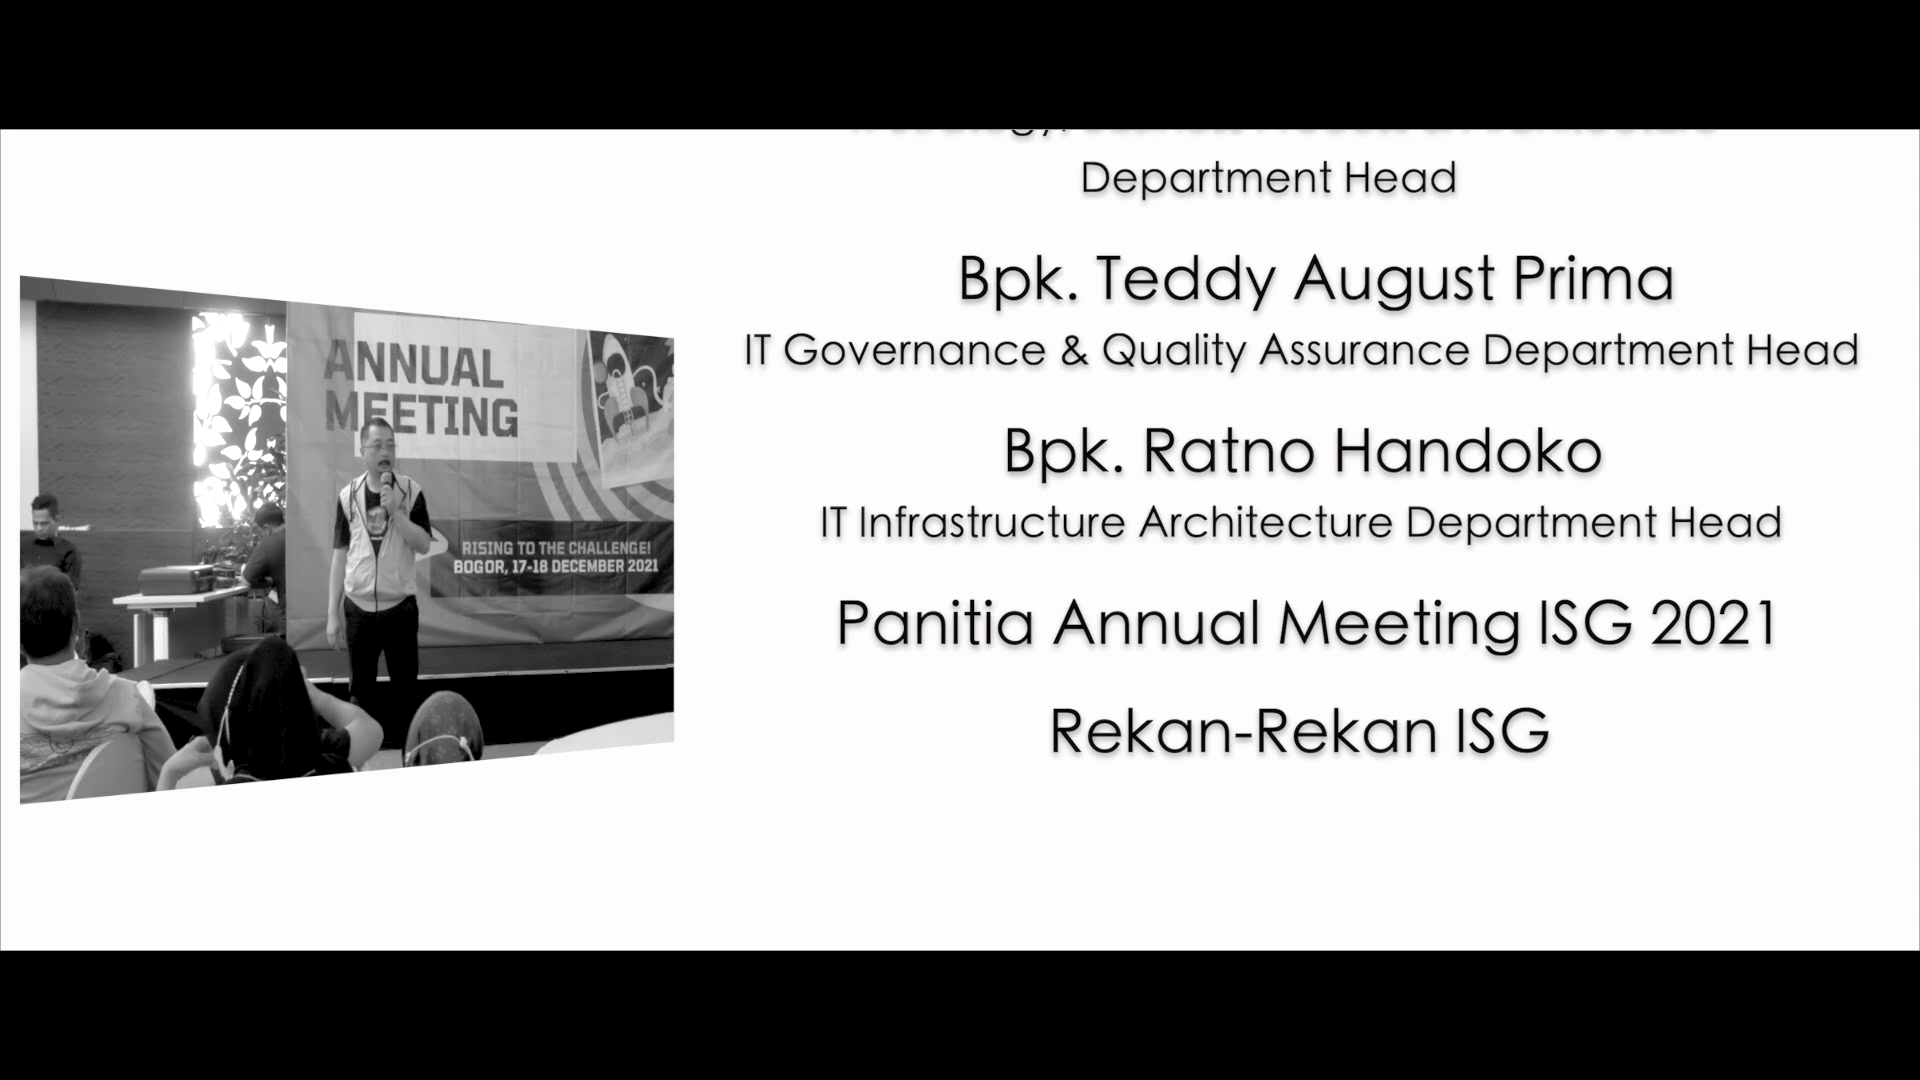 Department Head
Bpk. Teddy August Prima
IT Governance & Quality Assurance Department Head
Bpk. Ratno Handoko
IT Infrastructure Architecture Department Head
Panitia Annual Meeting ISG 2021
Rekan-Rekan ISG
ANNUAL
MEETING
RISING TO THE CHALLENGE!
BOGOR, 17-18 DECEMBER 2021